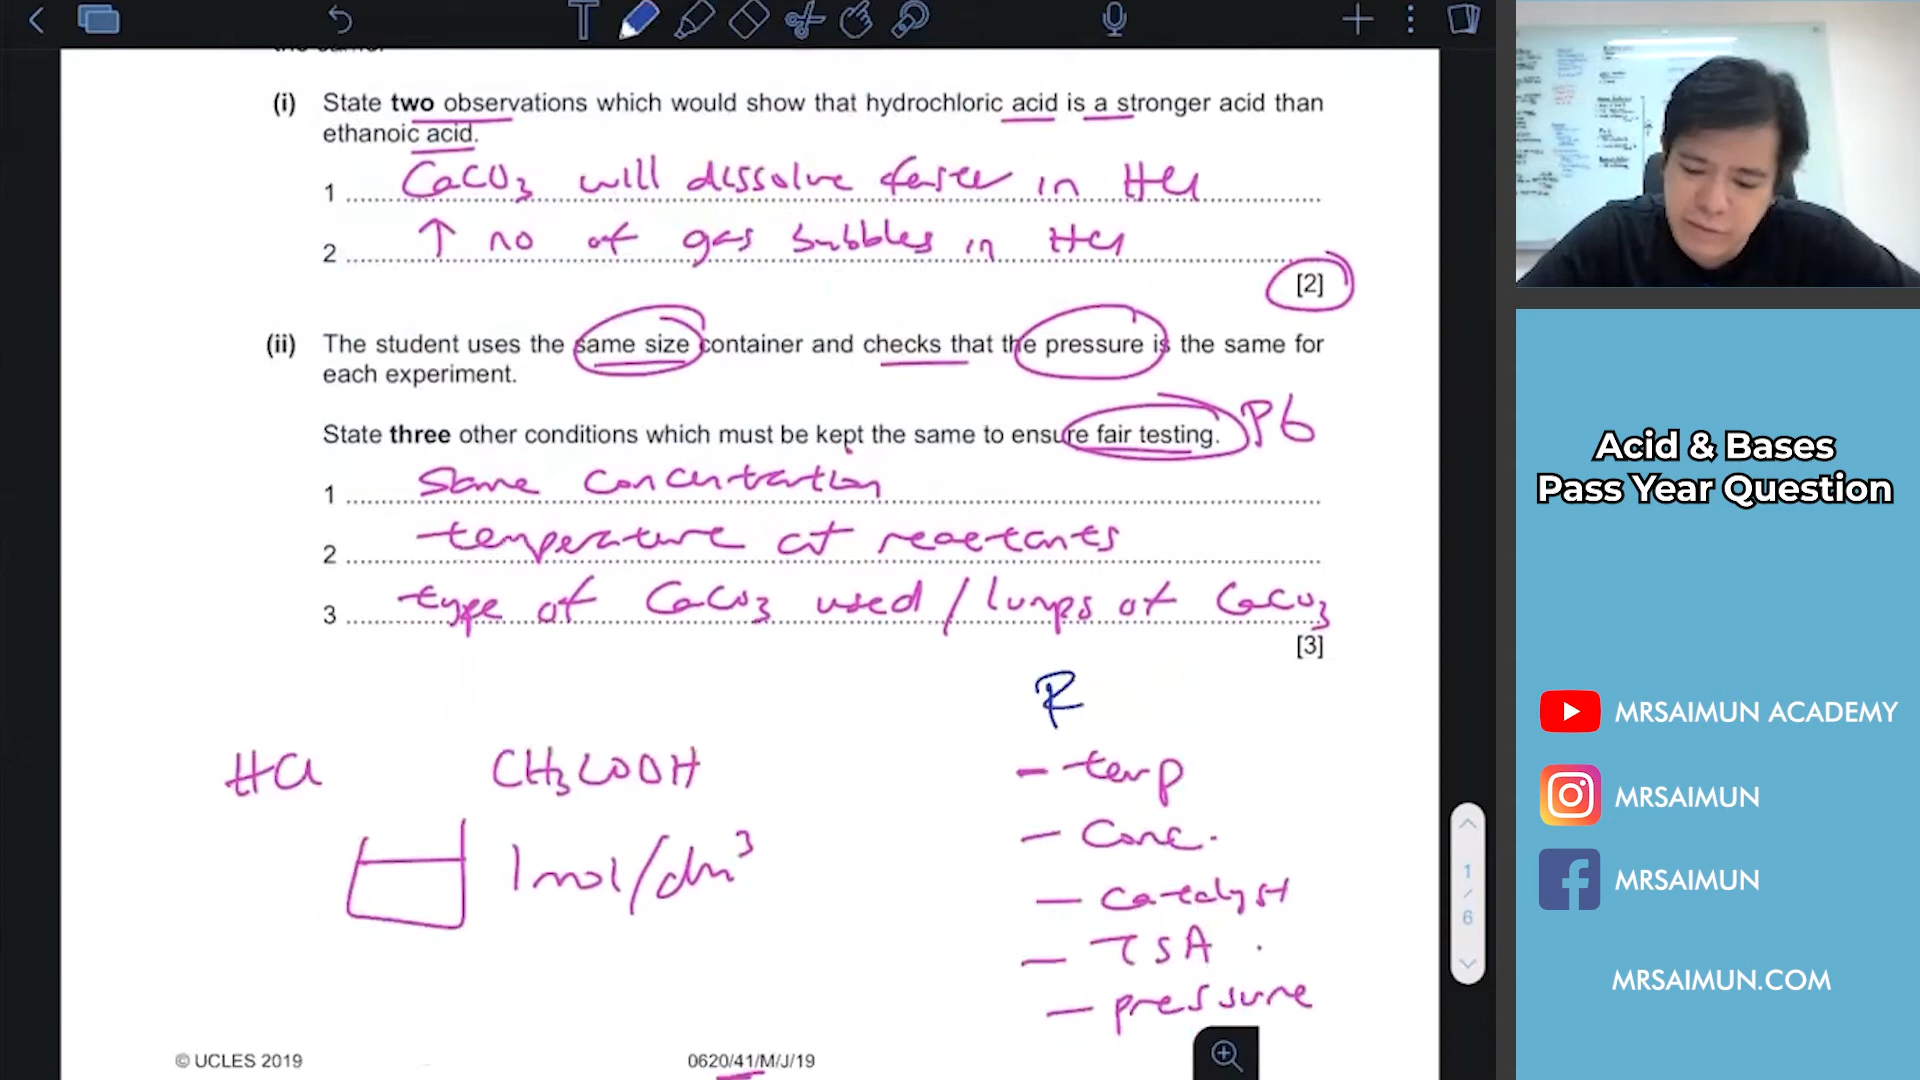 (i) State two observations which would show that hydrochloric acid is a stronger acid than
ethanoic acid.
1 CaCO3 will dissolve faster in HCl
2 ↑ no of gas bubbles in HCl
[2]
(ii) The student uses the same size container and checks that the pressure is the same for
each experiment.
State three other conditions which must be kept the same to ensure fair testing. P6
1 Same concentration
2 temperature of reactants
3 type of CaCO3 used / lumps of CaCO3
[3]
R
HCl CH3COOH
- temp
1 mol/dm³
- Conc.
- catalyst
- TSA
- pressure
© UCLES 2019
0620/41/M/J/19
Acid & Bases
Pass Year Question
MRSAIMUN ACADEMY
MRSAIMUN
MRSAIMUN
MRSAIMUN.COM
1
/
6